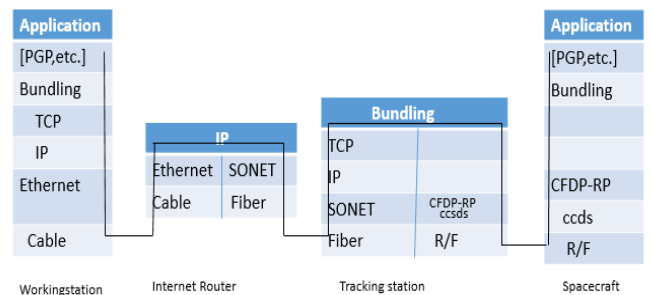 Application
[PGP,etc.]
Bundling
TCP
IP
Ethernet
Cable
Workingstation
IP
Ethernet SONET
Cable Fiber
Internet Router
Bundling
TCP
IP
SONET CFDP-RP
ccsds
Fiber R/F
Tracking station
Application
[PGP,etc.]
Bundling
CFDP-RP
ccds
R/F
Spacecraft